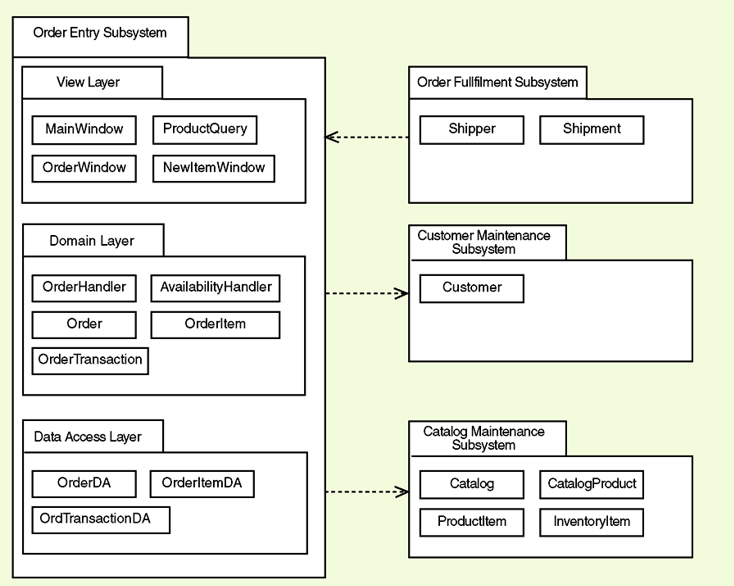 Order Entry Subsystem
View Layer
MainWindow
ProductQuery
OrderWindow
NewItemWindow
Domain Layer
OrderHandler
AvailabilityHandler
Order
OrderItem
OrderTransaction
Data Access Layer
OrderDA
OrderItemDA
OrdTransactionDA
Order Fullfilment Subsystem
Shipper
Shipment
Customer Maintenance
Subsystem
Customer
Catalog Maintenance
Subsystem
Catalog
CatalogProduct
ProductItem
InventoryItem